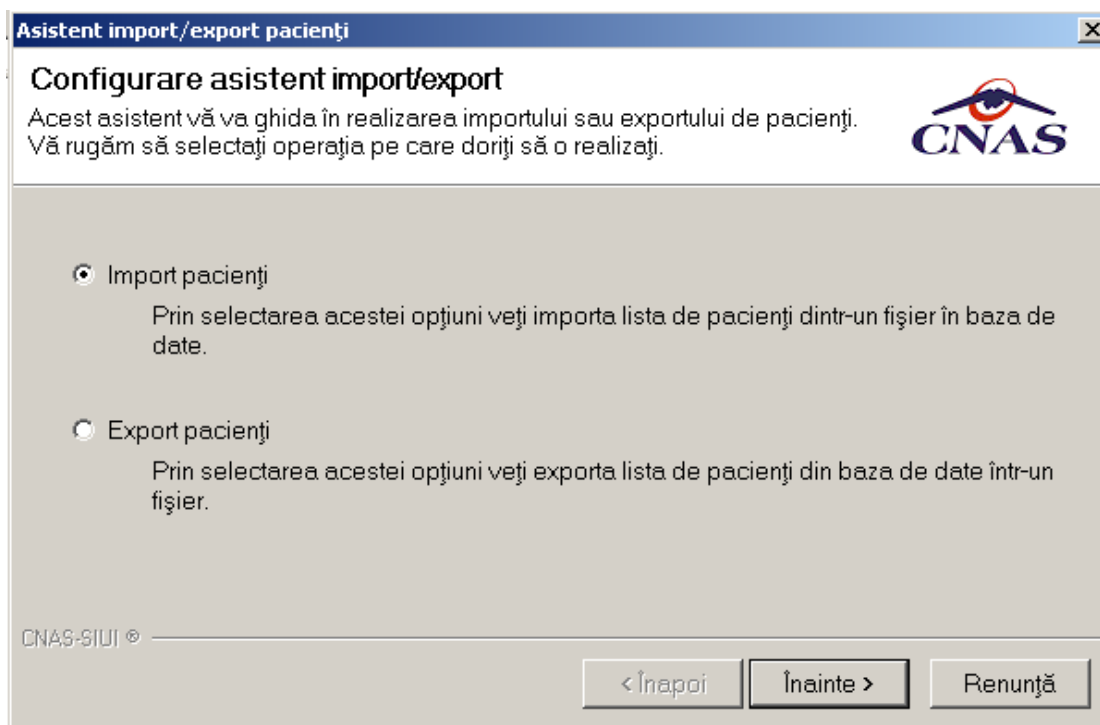 Asistent import/export pacienţi
Configurare asistent import/export
Acest asistent vă va ghida în realizarea importului sau exportului de pacienţi.
Vă rugăm să selectaţi operaţia pe care doriţi să o realizaţi.
CNAS
Import pacienţi
Prin selectarea acestei opţiuni veţi importa lista de pacienţi dintr-un fişier în baza de
date.
Export pacienţi
Prin selectarea acestei opţiuni veţi exporta lista de pacienţi din baza de date într-un
fişier.
CNAS-SIUI ®
< Înapoi
Înainte >
Renunţă